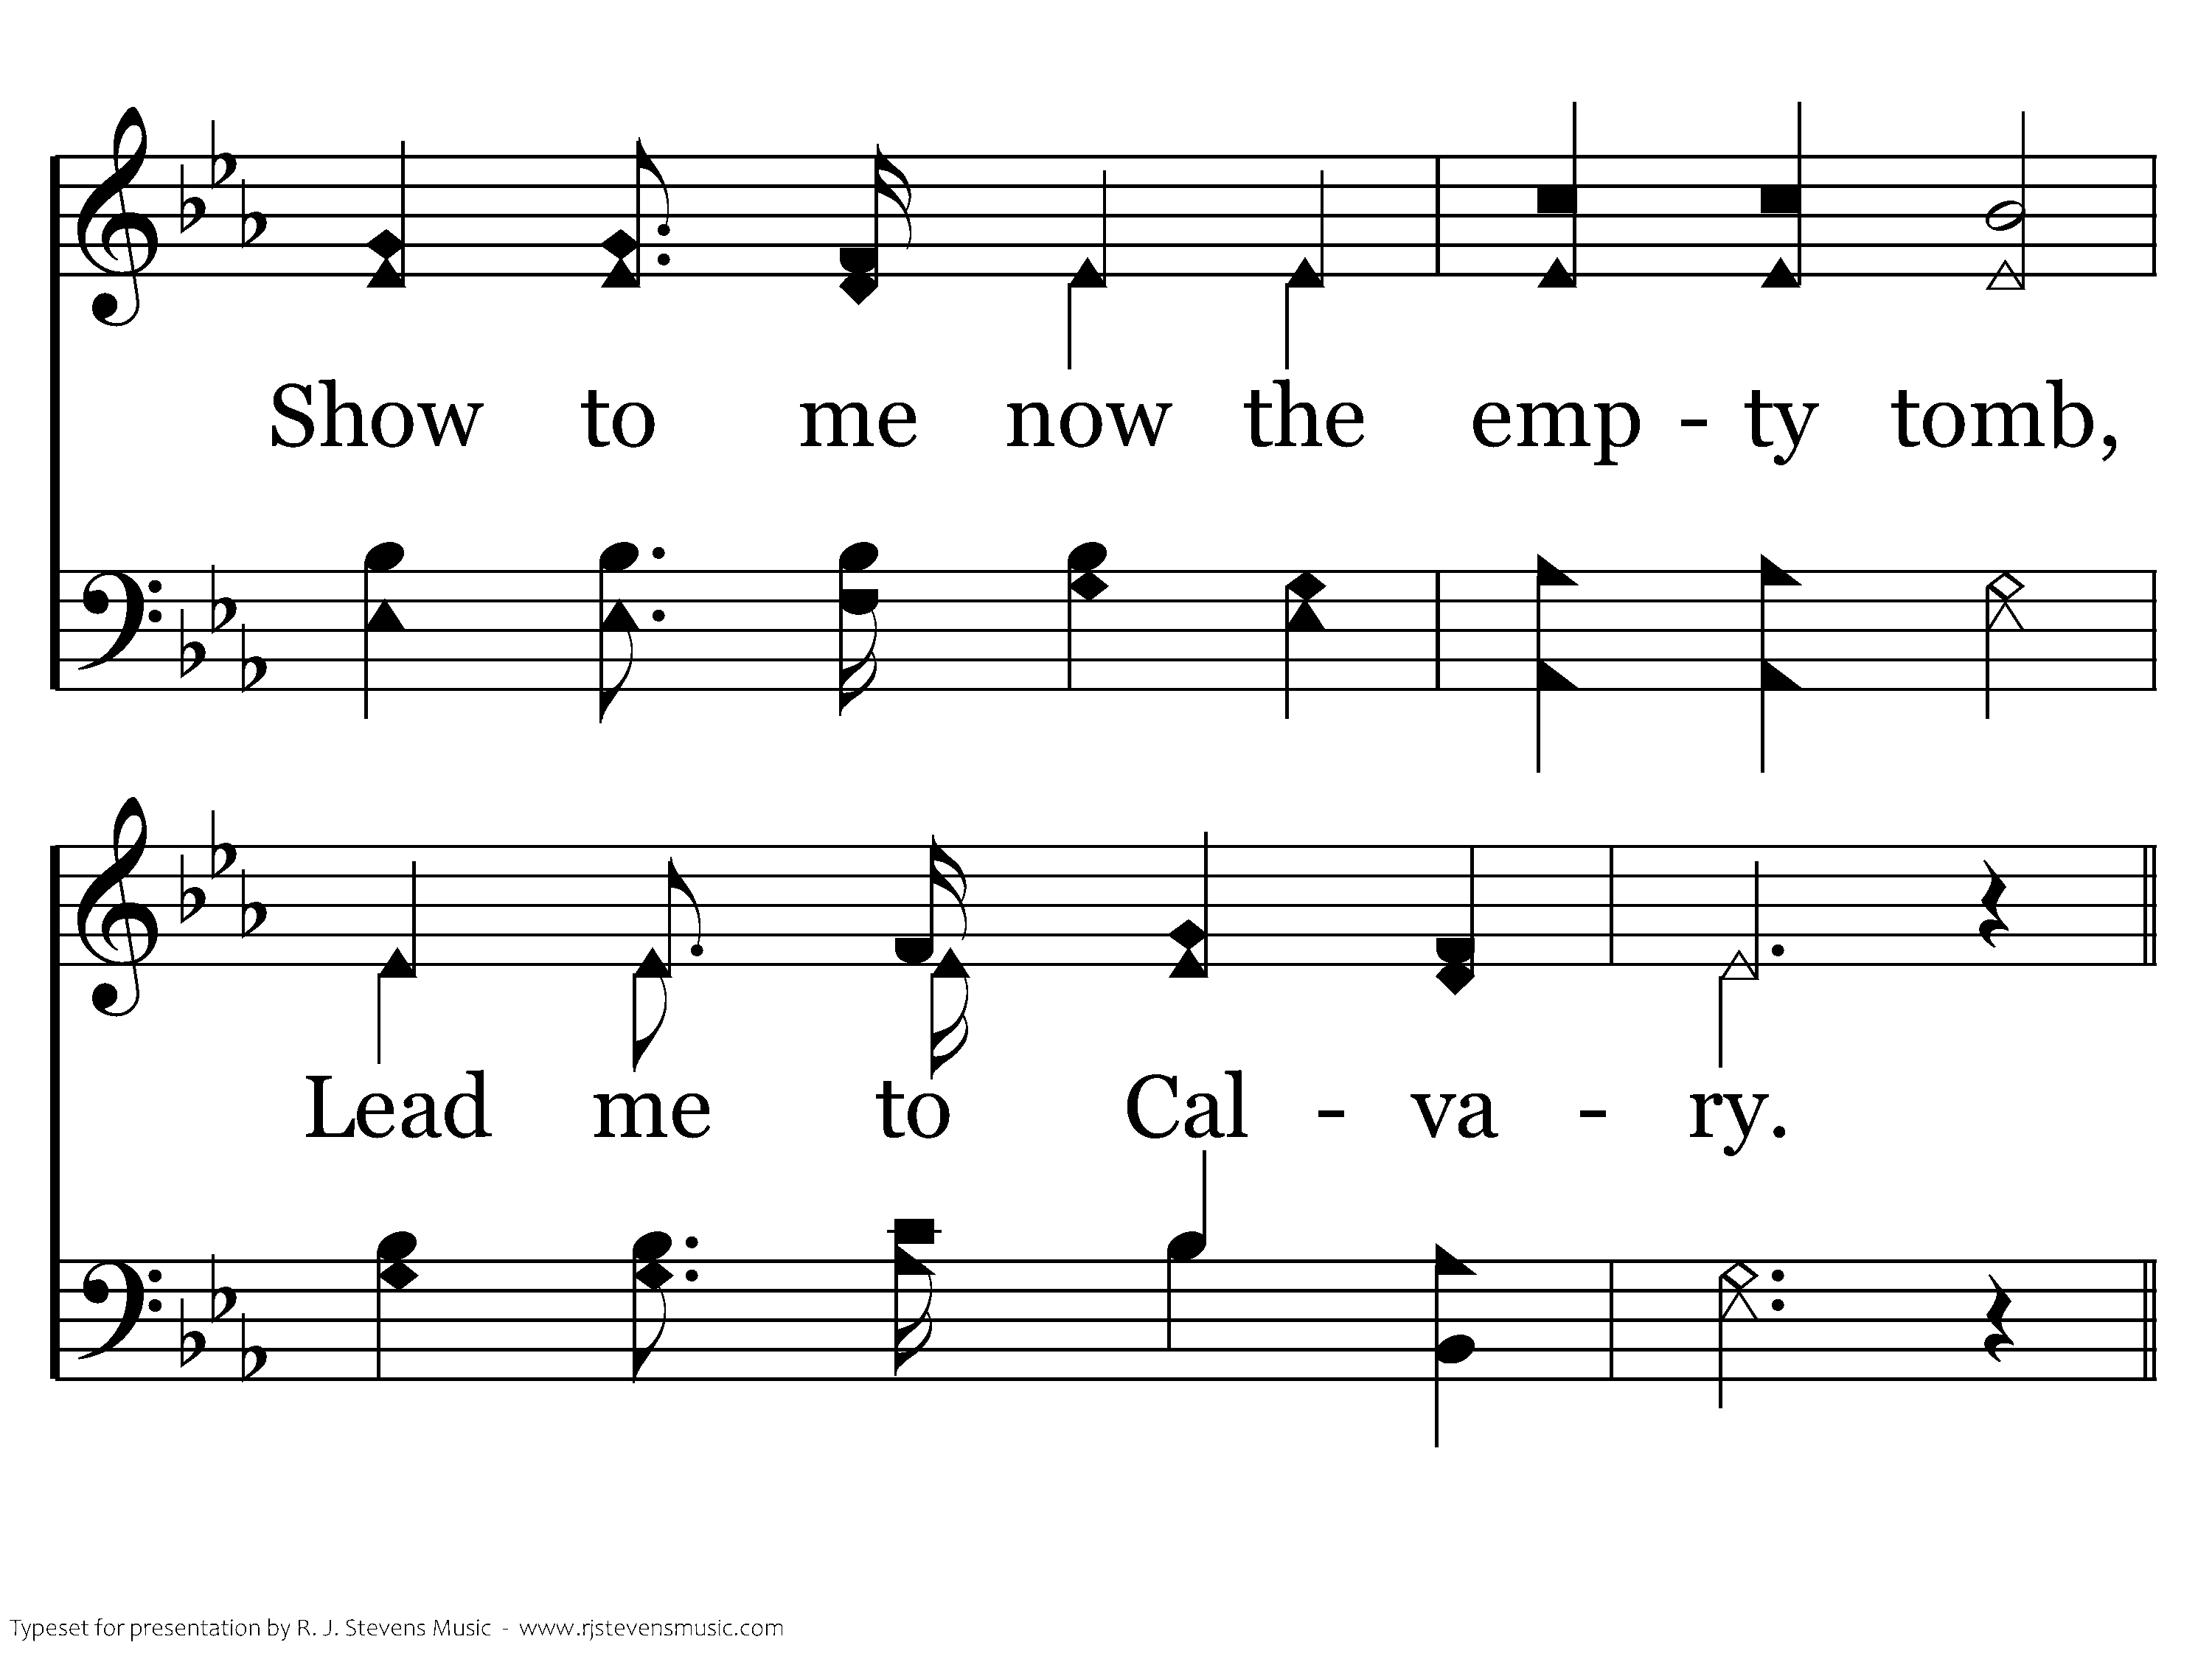 Show to me now the emp - ty tomb,
Lead me to Cal - va - ry.
Typeset for presentation by R. J. Stevens Music - www.rjstevensmusic.com